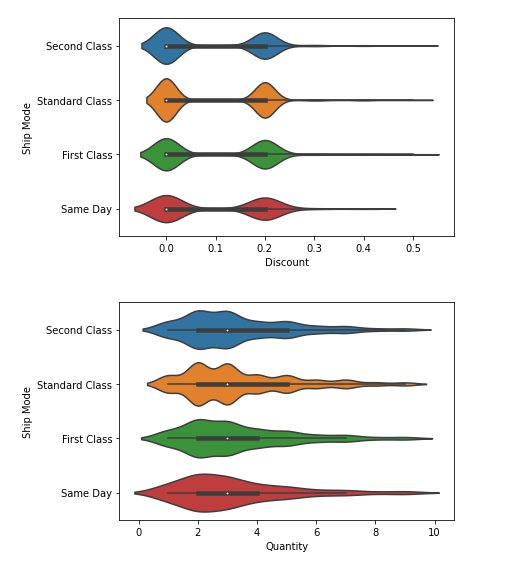 Ship Mode
Second Class
Standard Class
First Class
Same Day
0.0 0.1 0.2 0.3 0.4 0.5
Discount
Ship Mode
Second Class
Standard Class
First Class
Same Day
0 2 4 6 8 10
Quantity